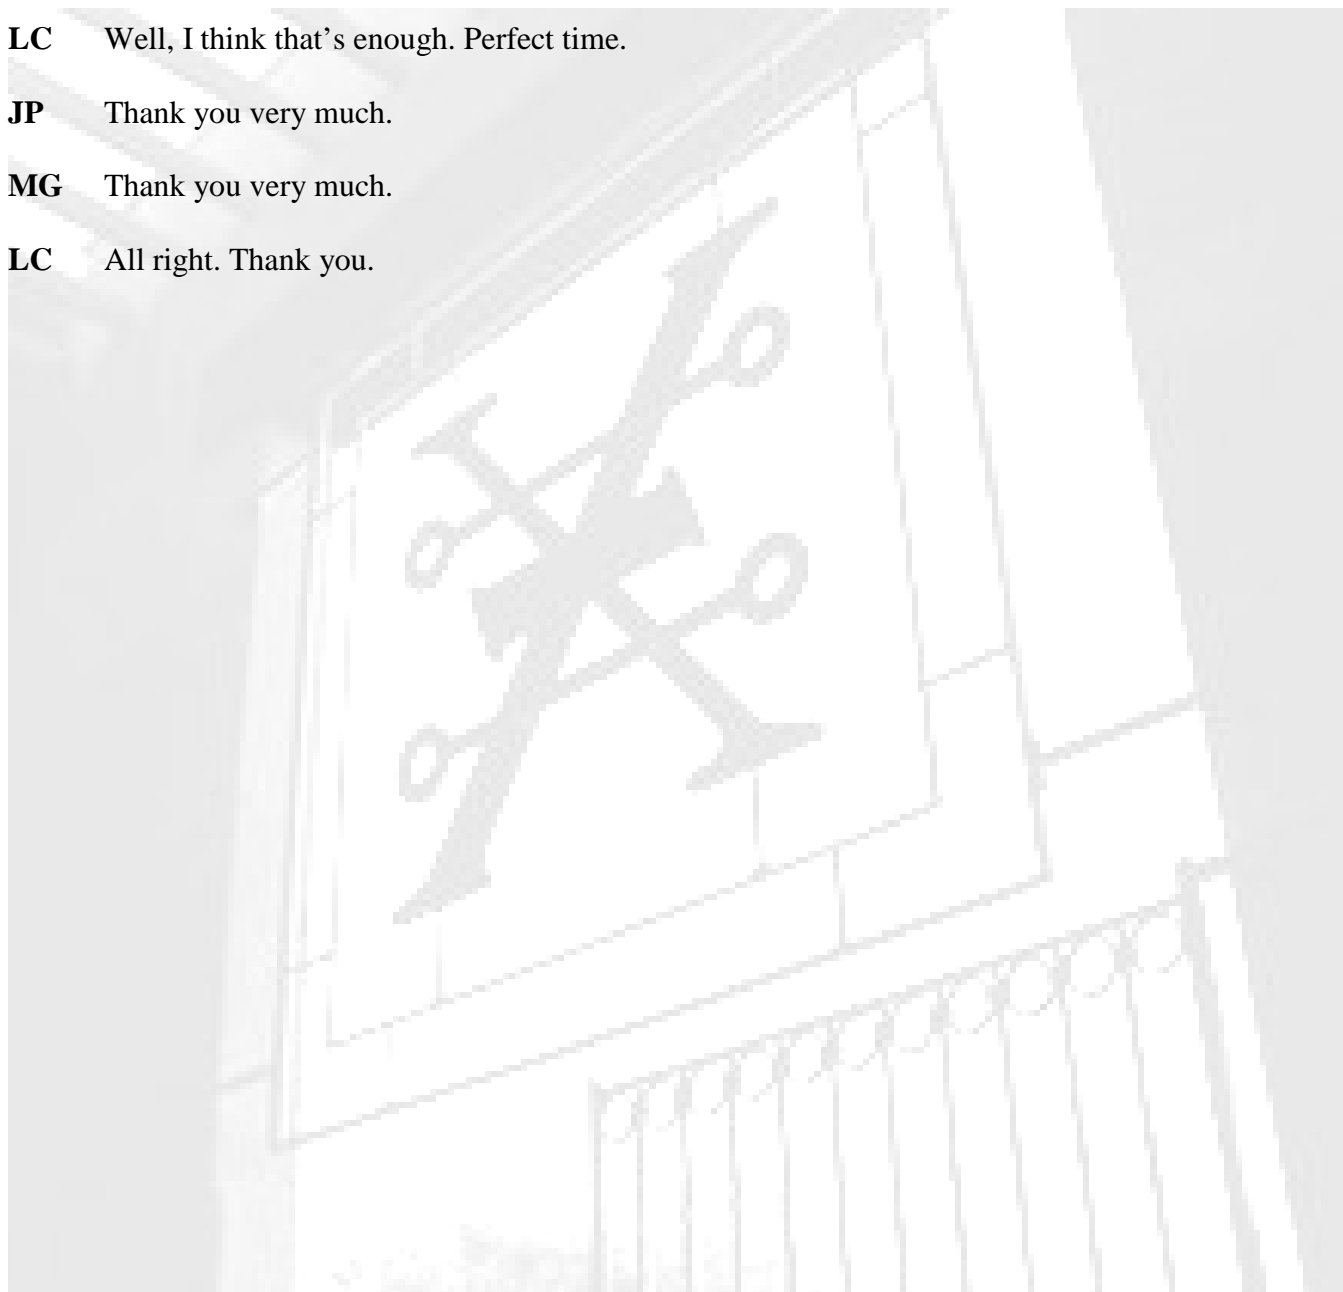 LC Well, I think that’s enough. Perfect time.
JP Thank you very much.
MG Thank you very much.
LC All right. Thank you.